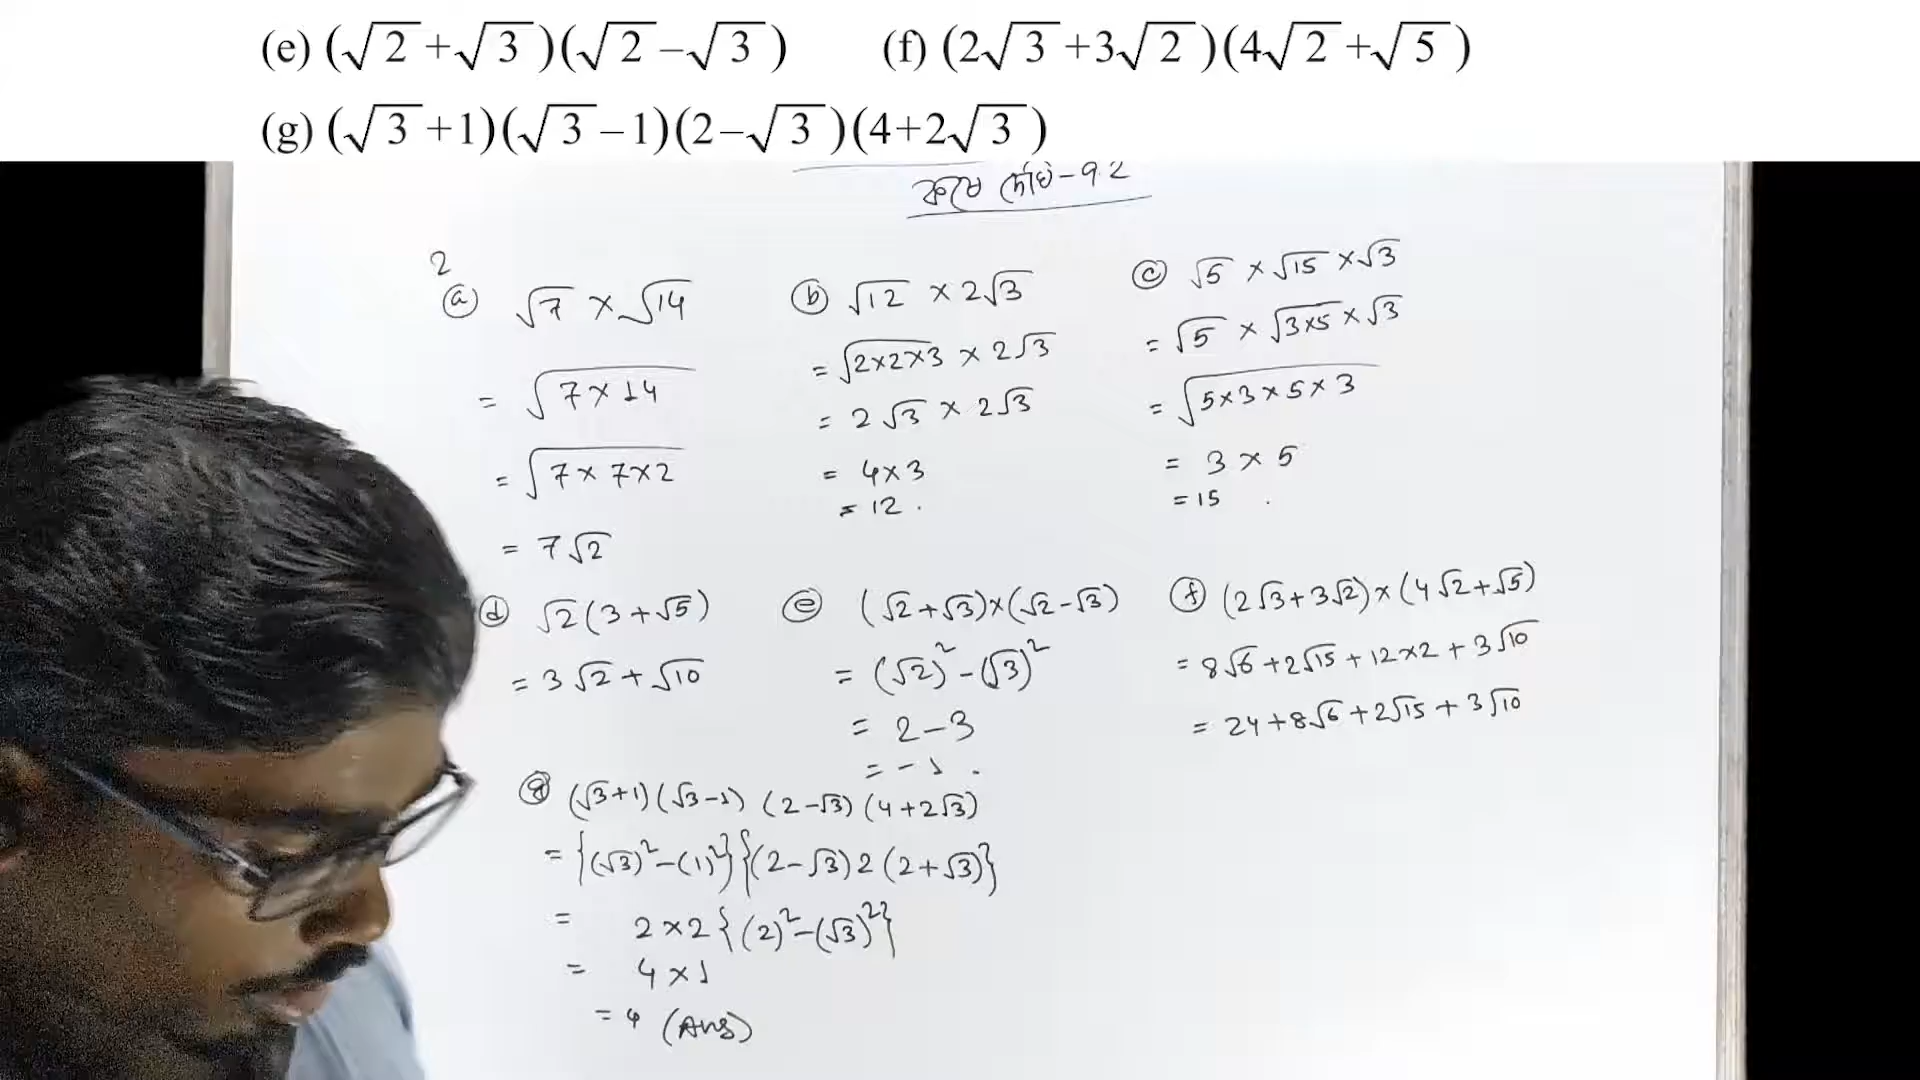 (e) (√2+√3)(√2−√3) (f) (2√3+3√2)(4√2+√5)
(g) (√3+1)(√3−1)(2−√3)(4+2√3)
কষে দেখি-9.2
2
(a) √7 × √14
= √7×14
= √7×7×2
= 7√2
(b) √12 × 2√3
= √2×2×3 × 2√3
= 2√3 × 2√3
= 4×3
= 12.
(c) √5 × √15 × √3
= √5 × √3×5 × √3
= √5×3×5×3
= 3 × 5
= 15.
(d) √2(3+√5)
= 3√2+√10
(e) (√2+√3)×(√2-√3)
= (√2)²-(√3)²
= 2-3
= -1.
(f) (2√3+3√2)×(4√2+√5)
= 8√6+2√15+12×2+3√10
= 24+8√6+2√15+3√10
(g) (√3+1)(√3-1)(2-√3)(4+2√3)
= {(√3)²-(1)²}{(2-√3)2(2+√3)}
= 2×2{(2)²-(√3)²}
= 4×1
= 4 (Ans)